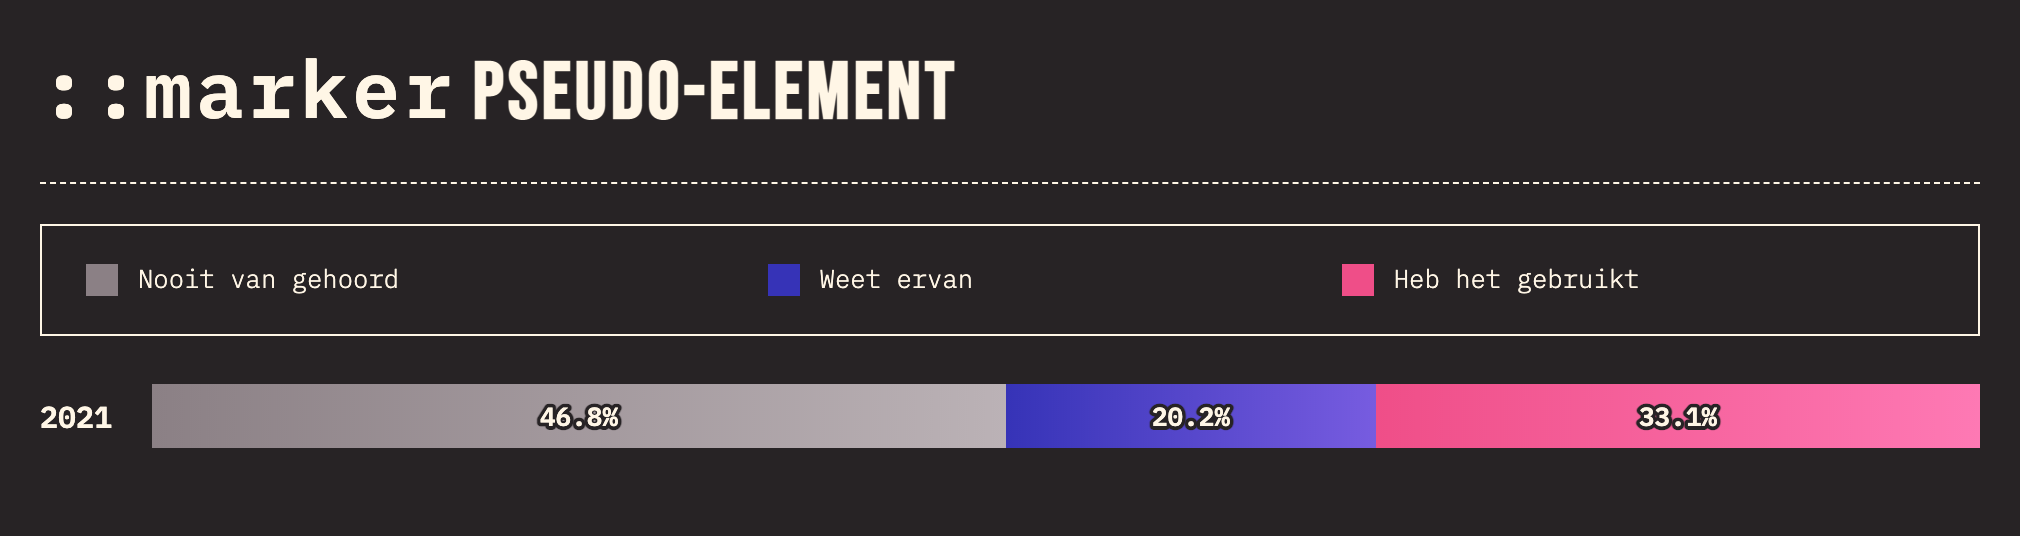 ::marker PSEUDO-ELEMENT
Nooit van gehoord Weet ervan Heb het gebruikt
2021 46.8% 20.2% 33.1%